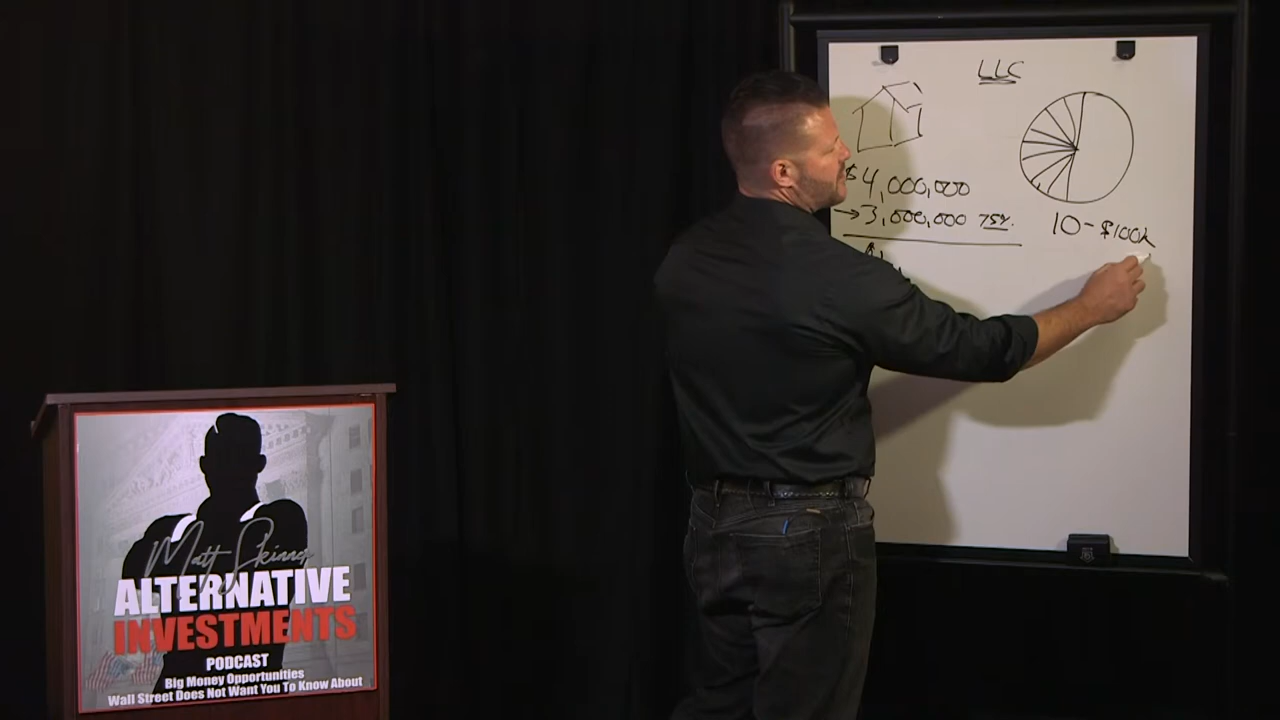 LLC
$4,000,000
→3,000,000 75%
10-$100k
Matt Skinner
ALTERNATIVE
INVESTMENTS
PODCAST
Big Money Opportunities
Wall Street Does Not Want You To Know About